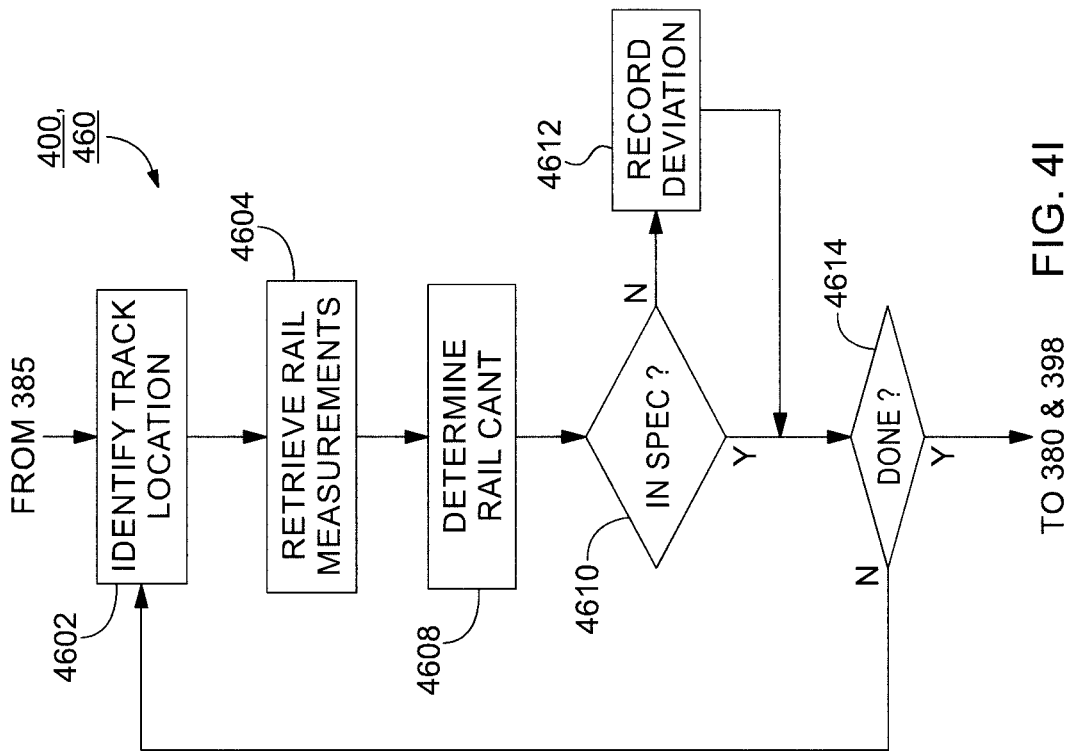 FROM 385
400,
460
IDENTIFY TRACK
LOCATION
4602
RETRIEVE RAIL
MEASUREMENTS
4604
DETERMINE
RAIL CANT
4608
IN SPEC ?
4610
N
Y
RECORD
DEVIATION
4612
DONE ?
4614
N
Y
TO 380 & 398
FIG. 4I